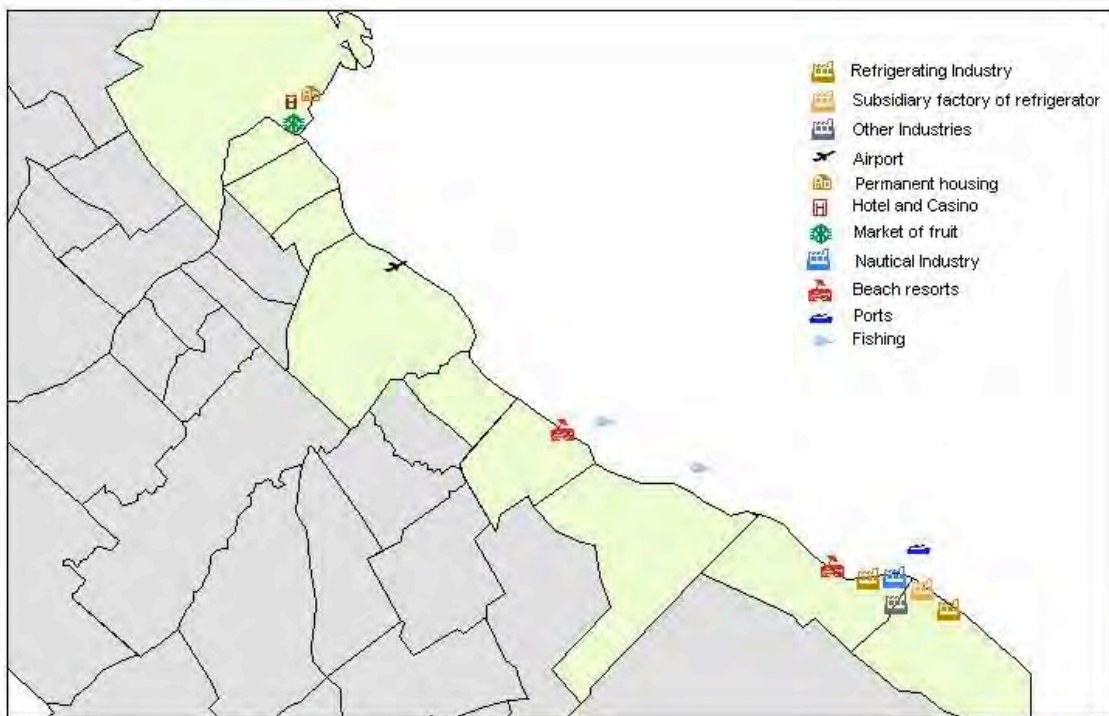 Refrigerating Industry
Subsidiary factory of refrigerator
Other Industries
Airport
Permanent housing
Hotel and Casino
Market of fruit
Nautical Industry
Beach resorts
Ports
Fishing